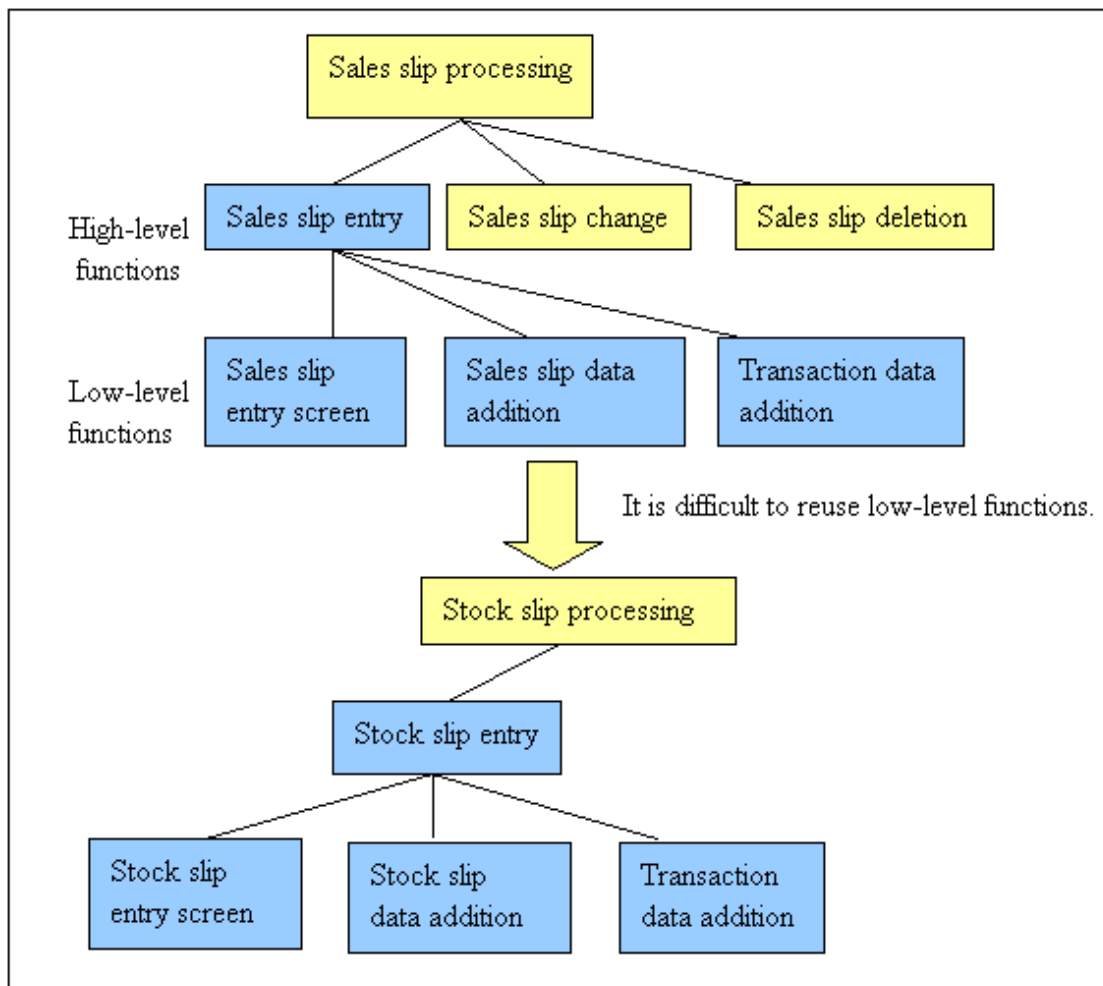 Sales slip processing
Sales slip entry
Sales slip change
Sales slip deletion
High-level
functions
Sales slip
entry screen
Sales slip data
addition
Transaction data
addition
Low-level
functions
It is difficult to reuse low-level functions.
Stock slip processing
Stock slip entry
Stock slip
entry screen
Stock slip
data addition
Transaction
data addition